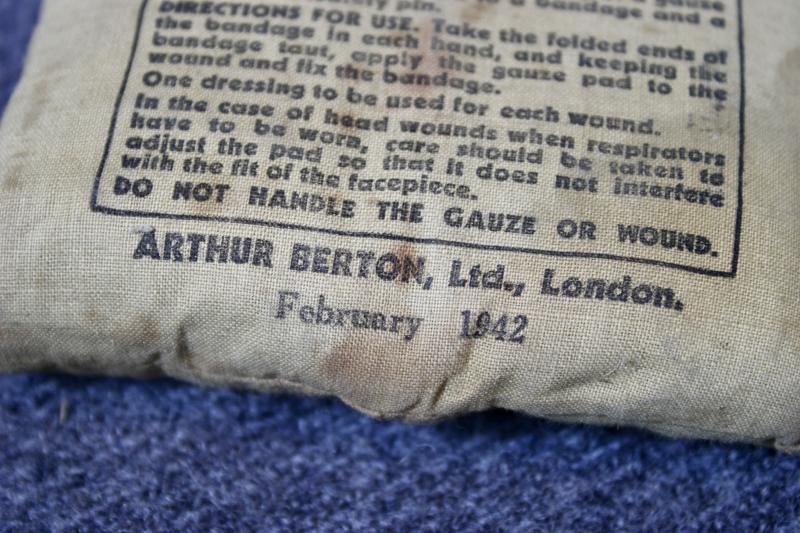 pin. a bandage and a
DIRECTIONS FOR USE. Take the folded ends of
the bandage in each hand, and keeping the
bandage taut, apply the gauze pad to the
wound and fix the bandage.
One dressing to be used for each wound.
In the case of head wounds when respirators
have to be worn, care should be taken to
adjust the pad so that it does not interfere
with the fit of the facepiece.
DO NOT HANDLE THE GAUZE OR WOUND.
ARTHUR BERTON, Ltd., London.
February 1942